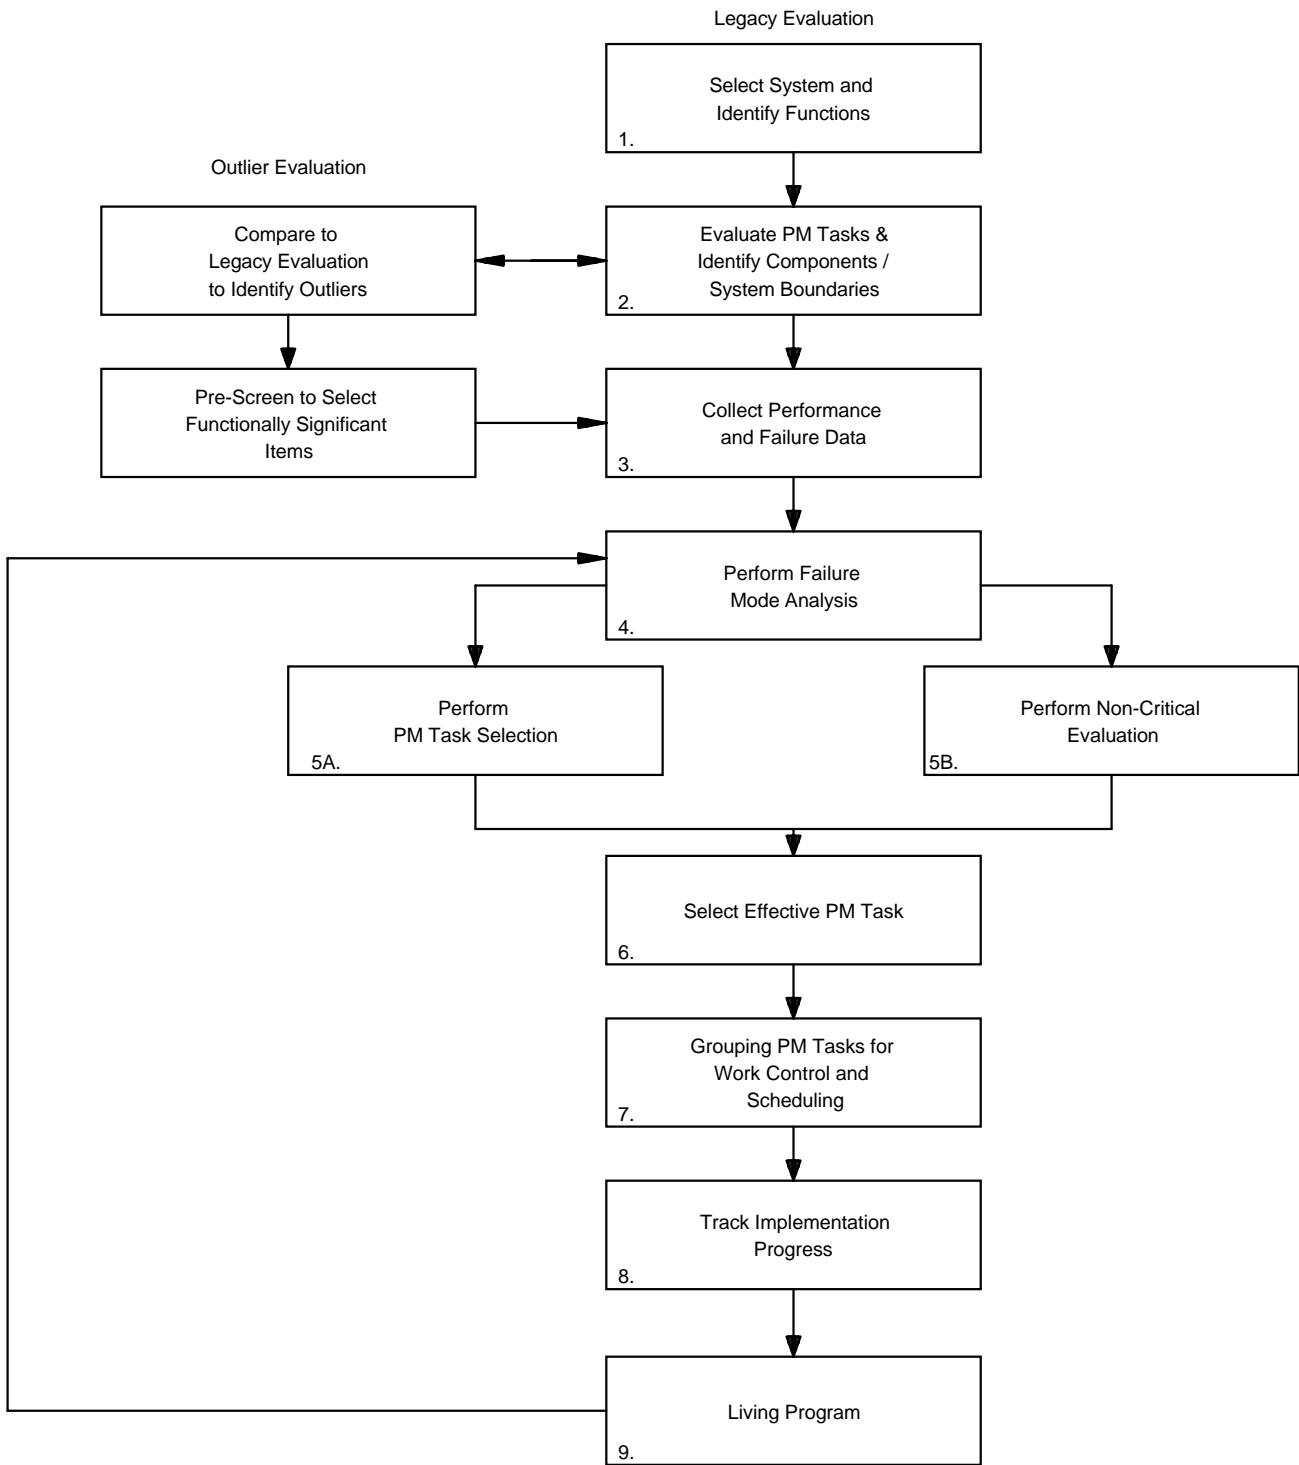 Legacy Evaluation
Select System and
Identify Functions
1.
Outlier Evaluation
Compare to
Legacy Evaluation
to Identify Outliers
Evaluate PM Tasks &
Identify Components /
System Boundaries
2.
Pre-Screen to Select
Functionally Significant
Items
Collect Performance
and Failure Data
3.
Perform Failure
Mode Analysis
4.
Perform
PM Task Selection
5A.
Perform Non-Critical
Evaluation
5B.
Select Effective PM Task
6.
Grouping PM Tasks for
Work Control and
Scheduling
7.
Track Implementation
Progress
8.
Living Program
9.